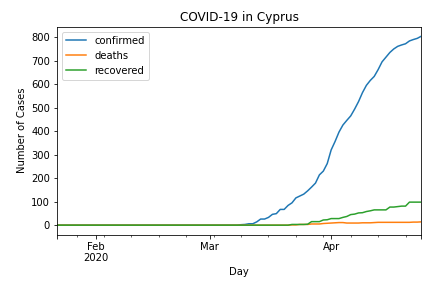 COVID-19 in Cyprus
confirmed
deaths
recovered
Number of Cases
800
700
600
500
400
300
200
100
0
Feb
2020
Mar
Apr
Day